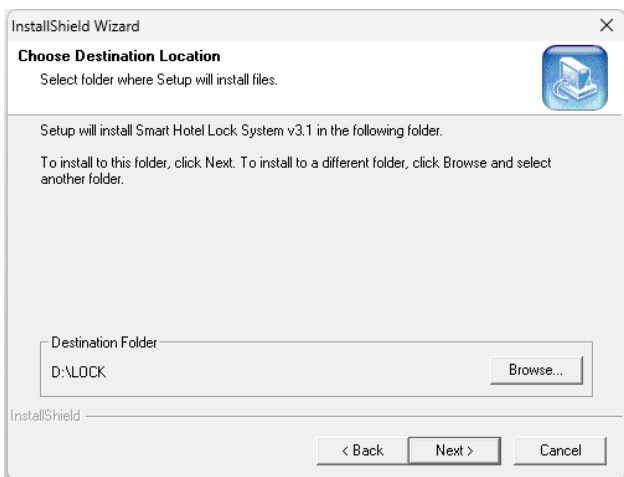 InstallShield Wizard
Choose Destination Location
Select folder where Setup will install files.
Setup will install Smart Hotel Lock System v3.1 in the following folder.
To install to this folder, click Next. To install to a different folder, click Browse and select
another folder.
Destination Folder
D:\LOCK
Browse...
InstallShield
< Back
Next >
Cancel